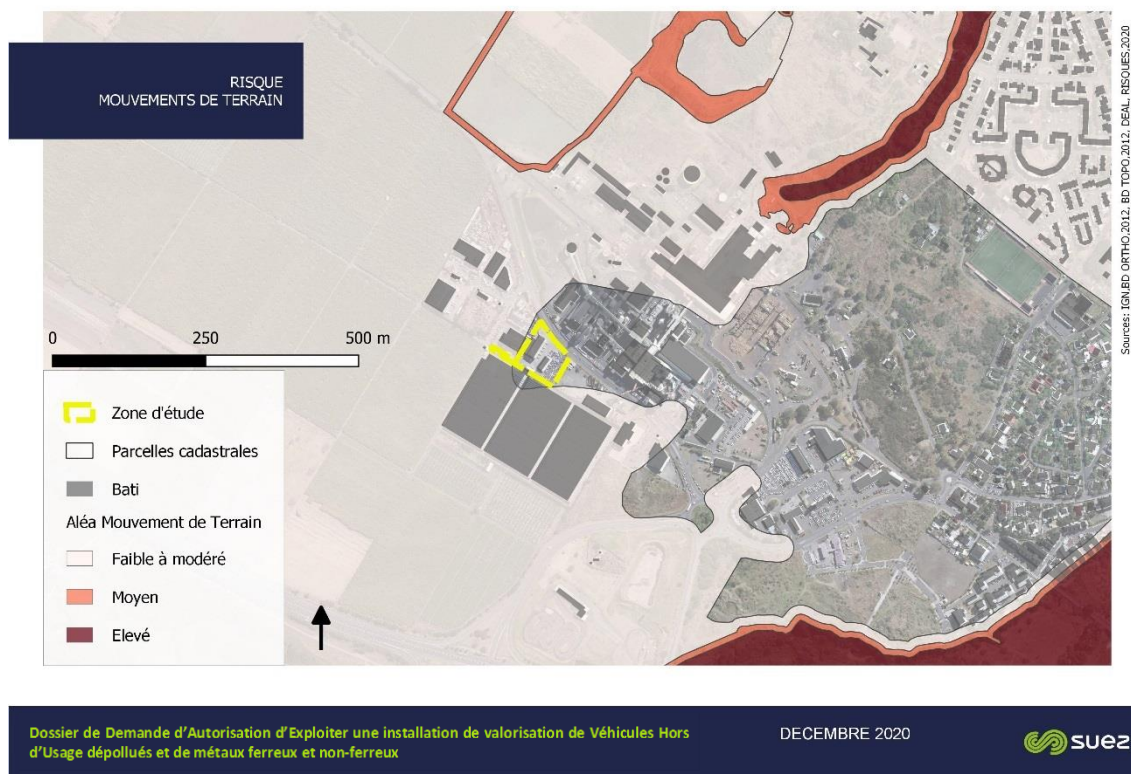 RISQUE
MOUVEMENTS DE TERRAIN
Sources: IGN,BD ORTHO,2012, BD TOPO,2012, DEAL, RISQUES,2020
0 250 500 m
Zone d'étude
Parcelles cadastrales
Bati
Aléa Mouvement de Terrain
Faible à modéré
Moyen
Elevé
Dossier de Demande d'Autorisation d'Exploiter une installation de valorisation de Véhicules Hors
d'Usage dépollués et de métaux ferreux et non-ferreux
DECEMBRE 2020
suez